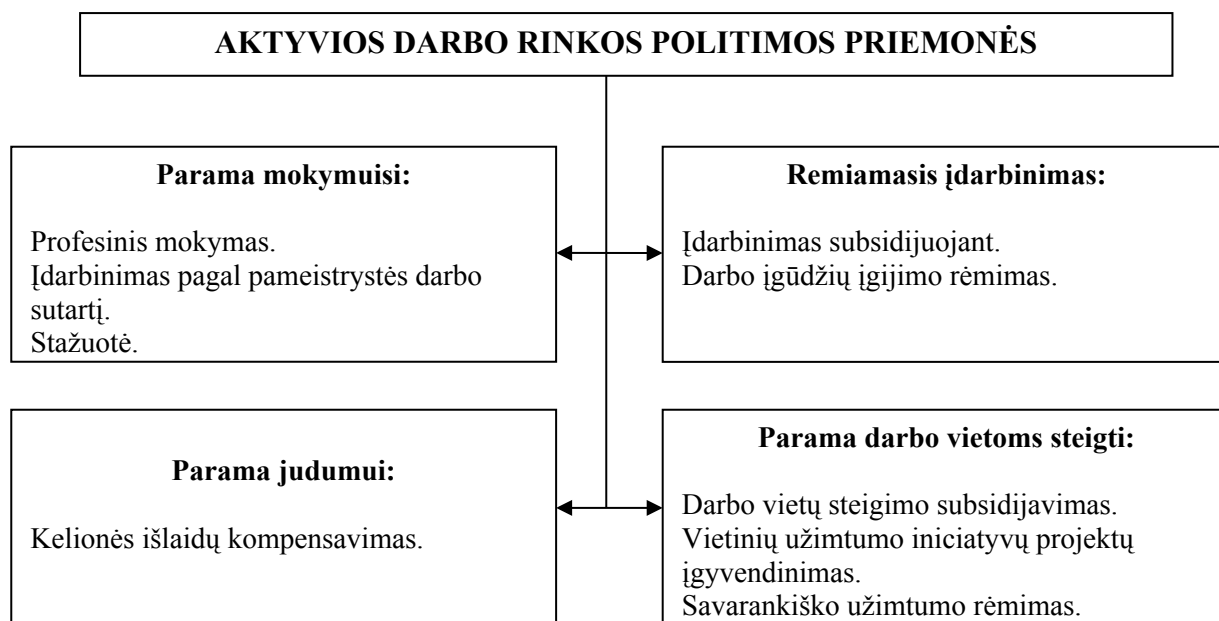 AKTYVIOS DARBO RINKOS POLITIMOS PRIEMONĖS
Parama mokymuisi:
Profesinis mokymas.
Įdarbinimas pagal pameistrystės darbo
sutartį.
Stažuotė.
Remiamasis įdarbinimas:
Įdarbinimas subsidijuojant.
Darbo įgūdžių įgijimo rėmimas.
Parama judumui:
Kelionės išlaidų kompensavimas.
Parama darbo vietoms steigti:
Darbo vietų steigimo subsidijavimas.
Vietinių užimtumo iniciatyvų projektų
įgyvendinimas.
Savarankiško užimtumo rėmimas.